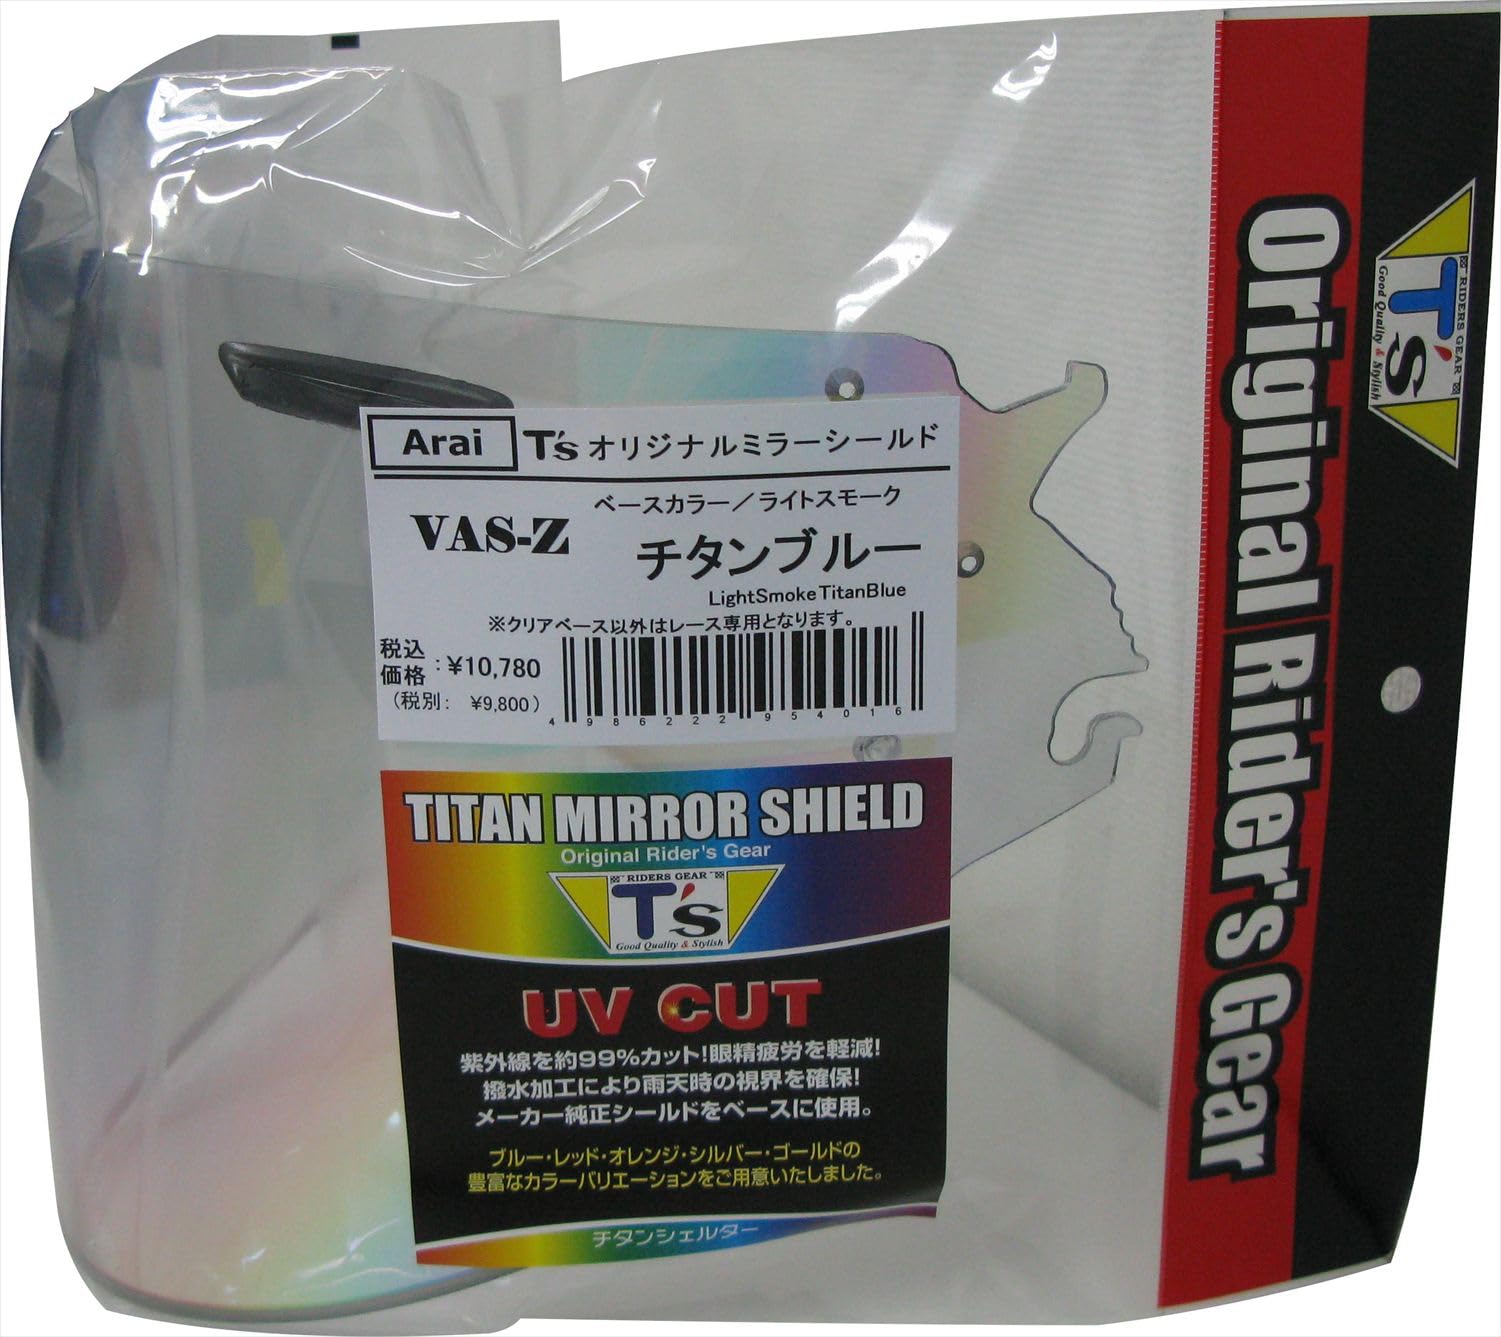 Arai T's オリジナルミラーシールド
ベースカラー/ライトスモーク
VAS-Z チタンブルー
LightSmokeTitanBlue
※クリアベース以外はレース専用となります。
税込
価格 : ¥10,780
(税別: ¥9,800)
4986222954016
TITAN MIRROR SHIELD
Original Rider's Gear
RIDERS GEAR
T's
Good Quality & Stylish
UV CUT
紫外線を約99%カット!眼精疲労を軽減!
撥水加工により雨天時の視界を確保!
メーカー純正シールドをベースに使用。
ブルー・レッド・オレンジ・シルバー・ゴールドの
豊富なカラーバリエーションをご用意いたしました。
チタンシェルター
Original Rider's Gear
RIDERS GEAR
T's
Good Quality & Stylish